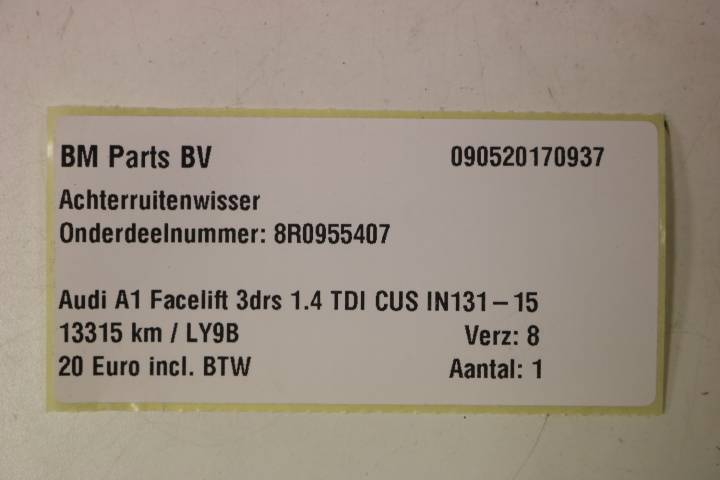 BM Parts BV 090520170937
Achterruitenwisser
Onderdeelnummer: 8R0955407
Audi A1 Facelift 3drs 1.4 TDI CUS IN131-15
13315 km / LY9B Verz: 8
20 Euro incl. BTW Aantal: 1